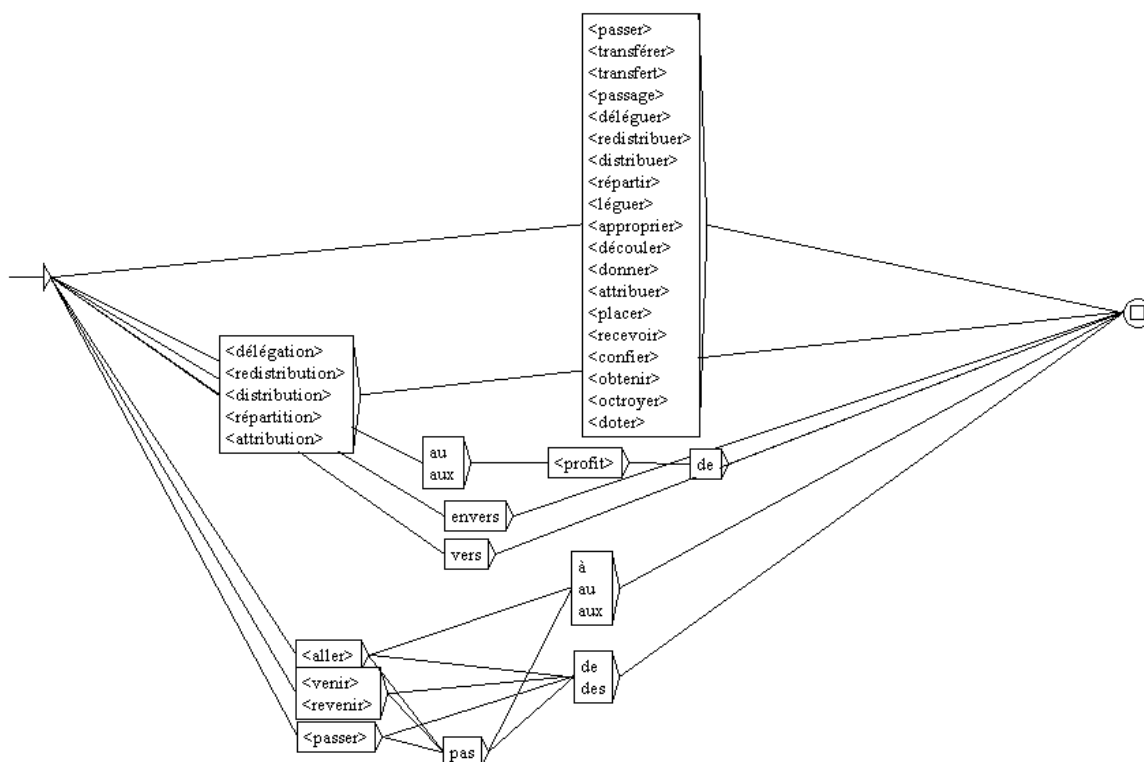 <passer>
<transférer>
<transfert>
<passage>
<déléguer>
<redistribuer>
<distribuer>
<répartir>
<léguer>
<approprier>
<découler>
<donner>
<attribuer>
<placer>
<recevoir>
<confier>
<obtenir>
<octroyer>
<doter>
<délégation>
<redistribution>
<distribution>
<répartition>
<attribution>
au
aux
<profit>
de
envers
vers
à
au
aux
<aller>
<venir>
<revenir>
de
des
<passer>
pas